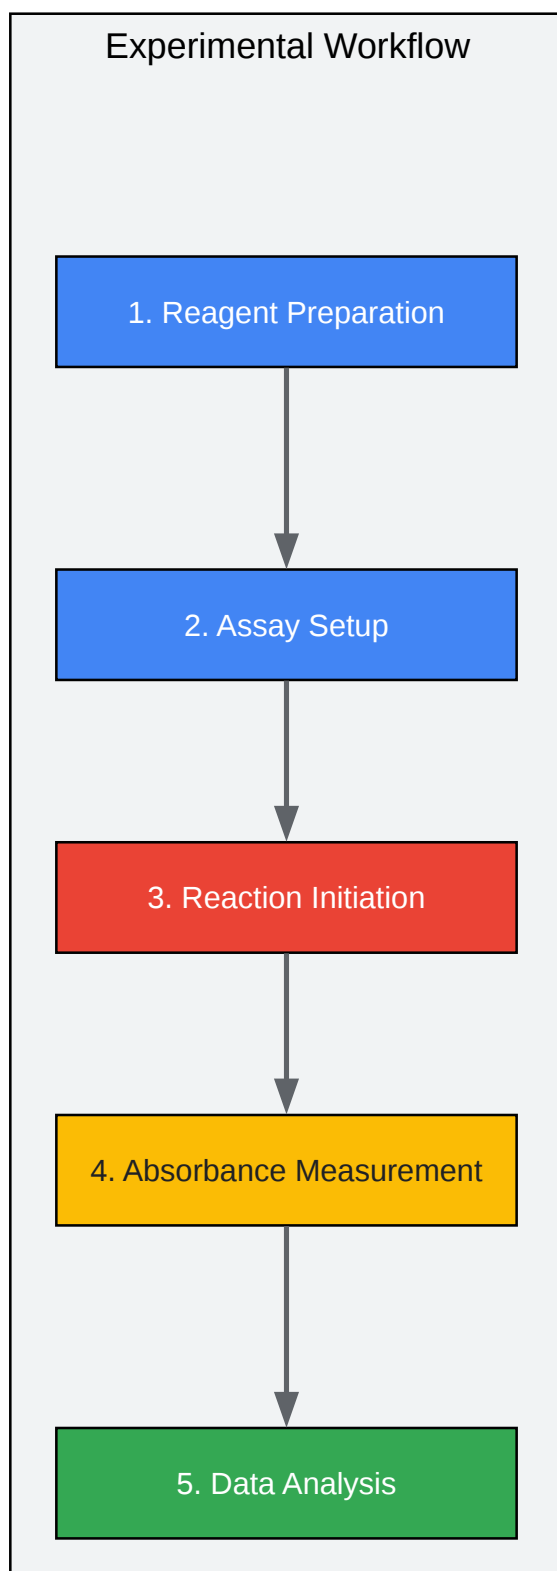 Experimental Workflow
1. Reagent Preparation
2. Assay Setup
3. Reaction Initiation
4. Absorbance Measurement
5. Data Analysis